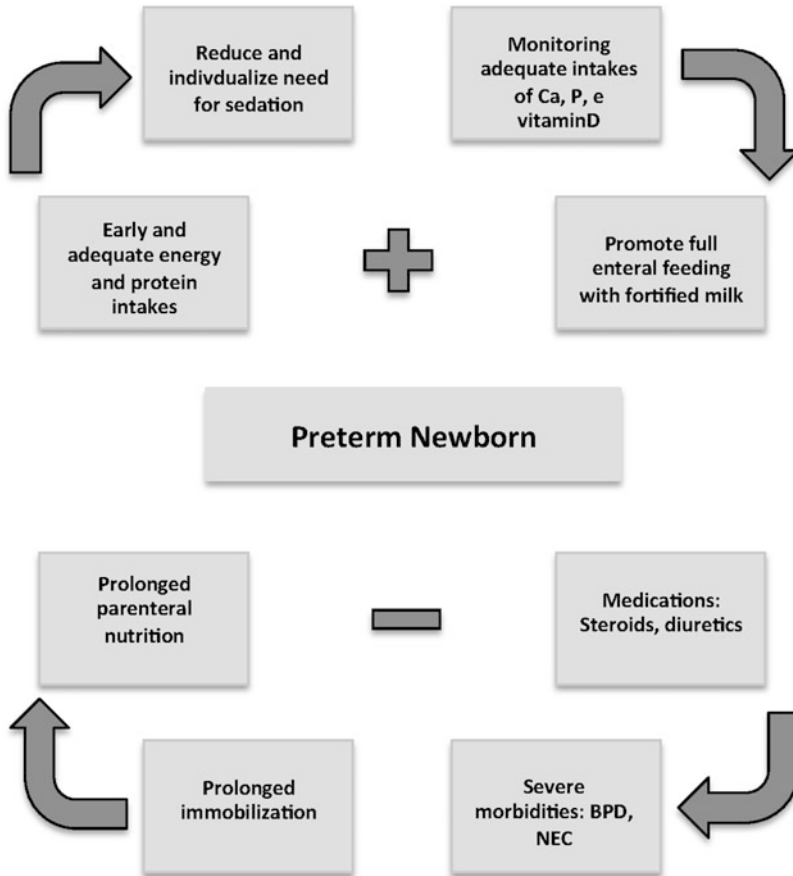 Reduce and
indivdualize need
for sedation
Monitoring
adequate intakes
of Ca, P, e
vitaminD
Early and
adequate energy
and protein
intakes
Promote full
enteral feeding
with fortified milk
Preterm Newborn
Prolonged
parenteral
nutrition
Medications:
Steroids, diuretics
Prolonged
immobilization
Severe
morbidities: BPD,
NEC